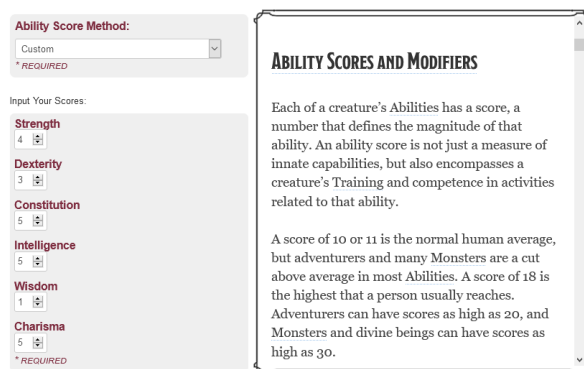 Ability Score Method:
Custom
* REQUIRED
Input Your Scores:
Strength
4
Dexterity
3
Constitution
5
Intelligence
5
Wisdom
1
Charisma
5
* REQUIRED
Ability Scores and Modifiers
Each of a creature's Abilities has a score, a
number that defines the magnitude of that
ability. An ability score is not just a measure of
innate capabilities, but also encompasses a
creature's Training and competence in activities
related to that ability.
A score of 10 or 11 is the normal human average,
but adventurers and many Monsters are a cut
above average in most Abilities. A score of 18 is
the highest that a person usually reaches.
Adventurers can have scores as high as 20, and
Monsters and divine beings can have scores as
high as 30.